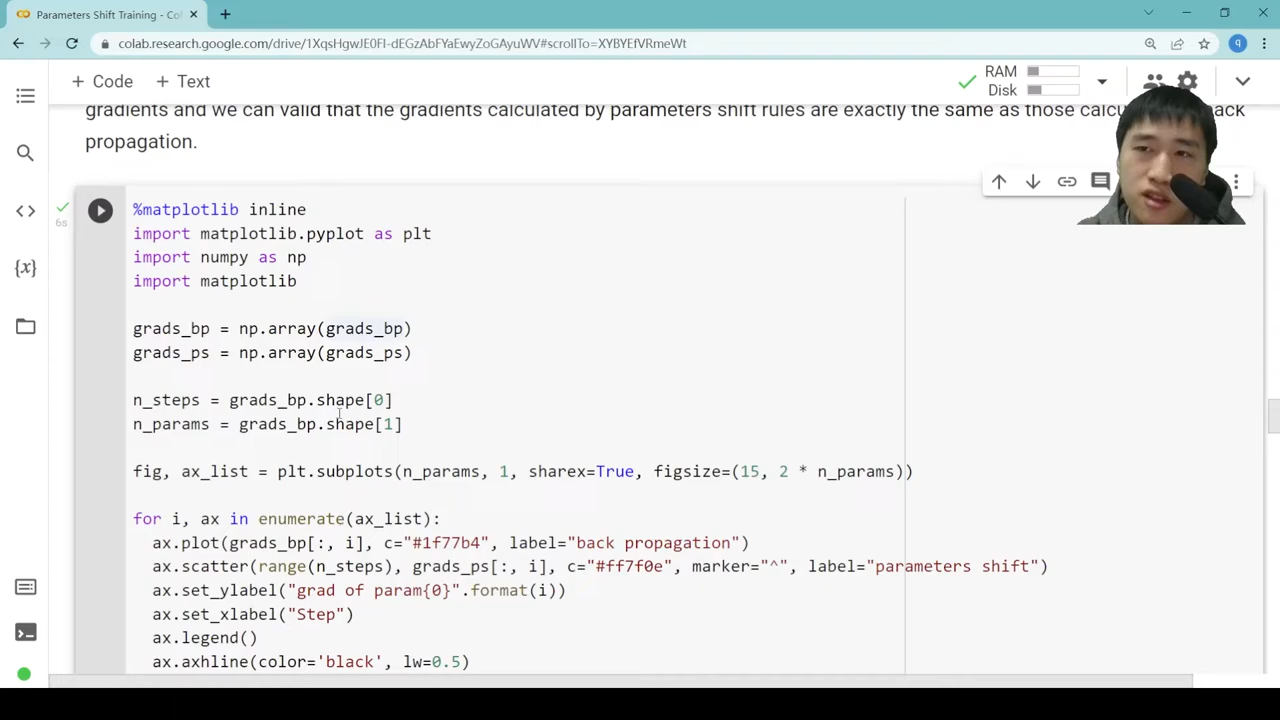 Parameters Shift Training - Co
colab.research.google.com/drive/1XqsHgwJE0FI-dEGzAbFYaEwyZoGAyuWV#scrollTo=XYBYEfVRmeWt
q
+ Code + Text
RAM
Disk
gradients and we can valid that the gradients calculated by parameters shift rules are exactly the same as those calc ack
propagation.
6s
%matplotlib inline
import matplotlib.pyplot as plt
import numpy as np
import matplotlib
grads_bp = np.array(grads_bp)
grads_ps = np.array(grads_ps)
n_steps = grads_bp.shape[0]
n_params = grads_bp.shape[1]
fig, ax_list = plt.subplots(n_params, 1, sharex=True, figsize=(15, 2 * n_params))
for i, ax in enumerate(ax_list):
ax.plot(grads_bp[:, i], c="#1f77b4", label="back propagation")
ax.scatter(range(n_steps), grads_ps[:, i], c="#ff7f0e", marker="^", label="parameters shift")
ax.set_ylabel("grad of param{0}".format(i))
ax.set_xlabel("Step")
ax.legend()
ax.axhline(color='black', lw=0.5)